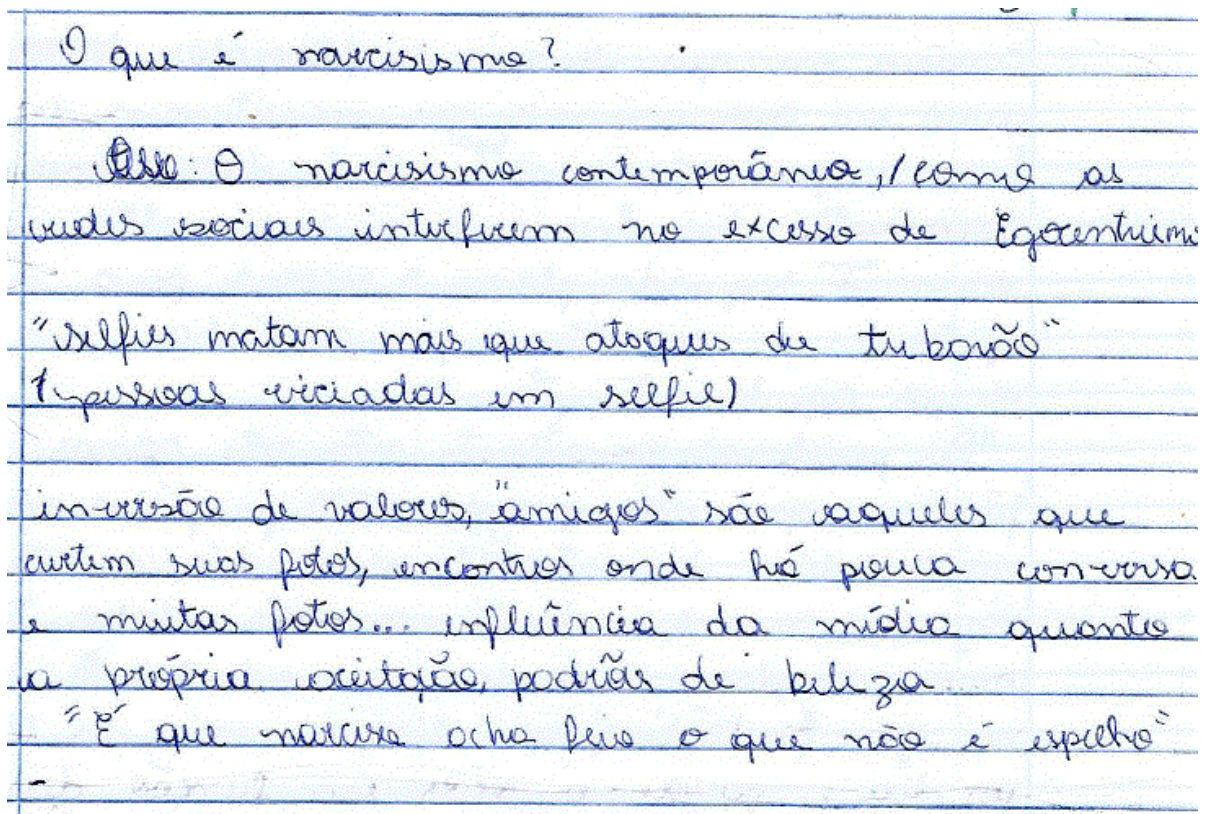 O que é narcisismo?
O narcisismo contemporâneo, / como as
redes sociais interferem no excesso de Egocentrismo
"selfies matam mais que ataques de tubarão"
(pessoas viciadas em selfie)
inversão de valores, "amigos" são aqueles que
curtem suas fotos, encontros onde há pouca conversa
e muitas fotos... influência da mídia quanto
a própria aceitação, padrões de beleza...
"É que narciso acha feio o que não é espelho"